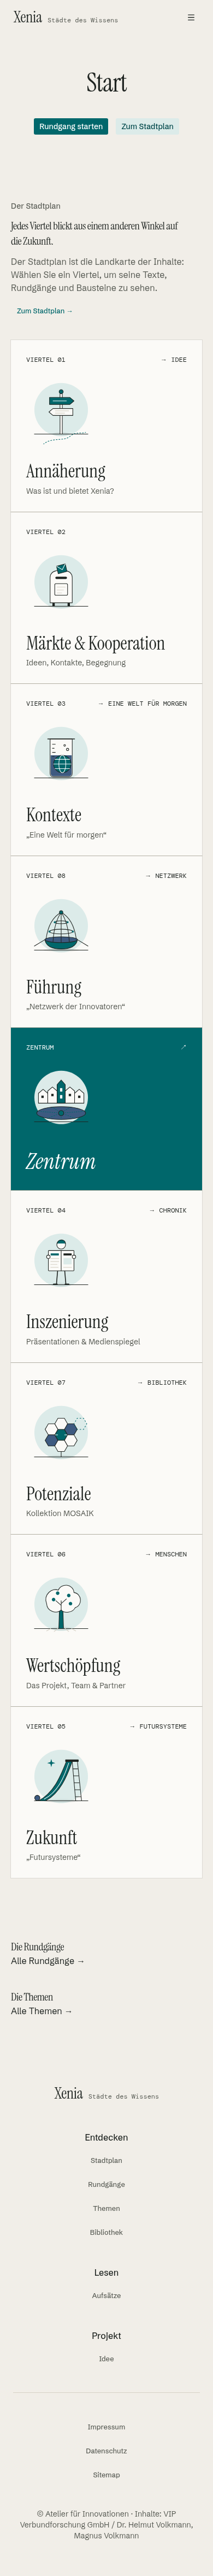 Xenia Städte des Wissens
Start
Rundgang starten Zum Stadtplan
Der Stadtplan
Jedes Viertel blickt aus einem anderen Winkel auf
die Zukunft.
Der Stadtplan ist die Landkarte der Inhalte:
Wählen Sie ein Viertel, um seine Texte,
Rundgänge und Bausteine zu sehen.
Zum Stadtplan →
VIERTEL 01 → IDEE
Annäherung
Was ist und bietet Xenia?
VIERTEL 02
Märkte & Kooperation
Ideen, Kontakte, Begegnung
VIERTEL 03 → EINE WELT FÜR MORGEN
Kontexte
„Eine Welt für morgen“
VIERTEL 08 → NETZWERK
Führung
„Netzwerk der Innovatoren“
ZENTRUM ↗
Zentrum
VIERTEL 04 → CHRONIK
Inszenierung
Präsentationen & Medienspiegel
VIERTEL 07 → BIBLIOTHEK
Potenziale
Kollektion MOSAIK
VIERTEL 06 → MENSCHEN
Wertschöpfung
Das Projekt, Team & Partner
VIERTEL 05 → FUTURSYSTEME
Zukunft
„Futursysteme“
Die Rundgänge
Alle Rundgänge →
Die Themen
Alle Themen →
Xenia Städte des Wissens
Entdecken
Stadtplan
Rundgänge
Themen
Bibliothek
Lesen
Aufsätze
Projekt
Idee
Impressum
Datenschutz
Sitemap
© Atelier für Innovationen · Inhalte: VIP
Verbundforschung GmbH / Dr. Helmut Volkmann,
Magnus Volkmann